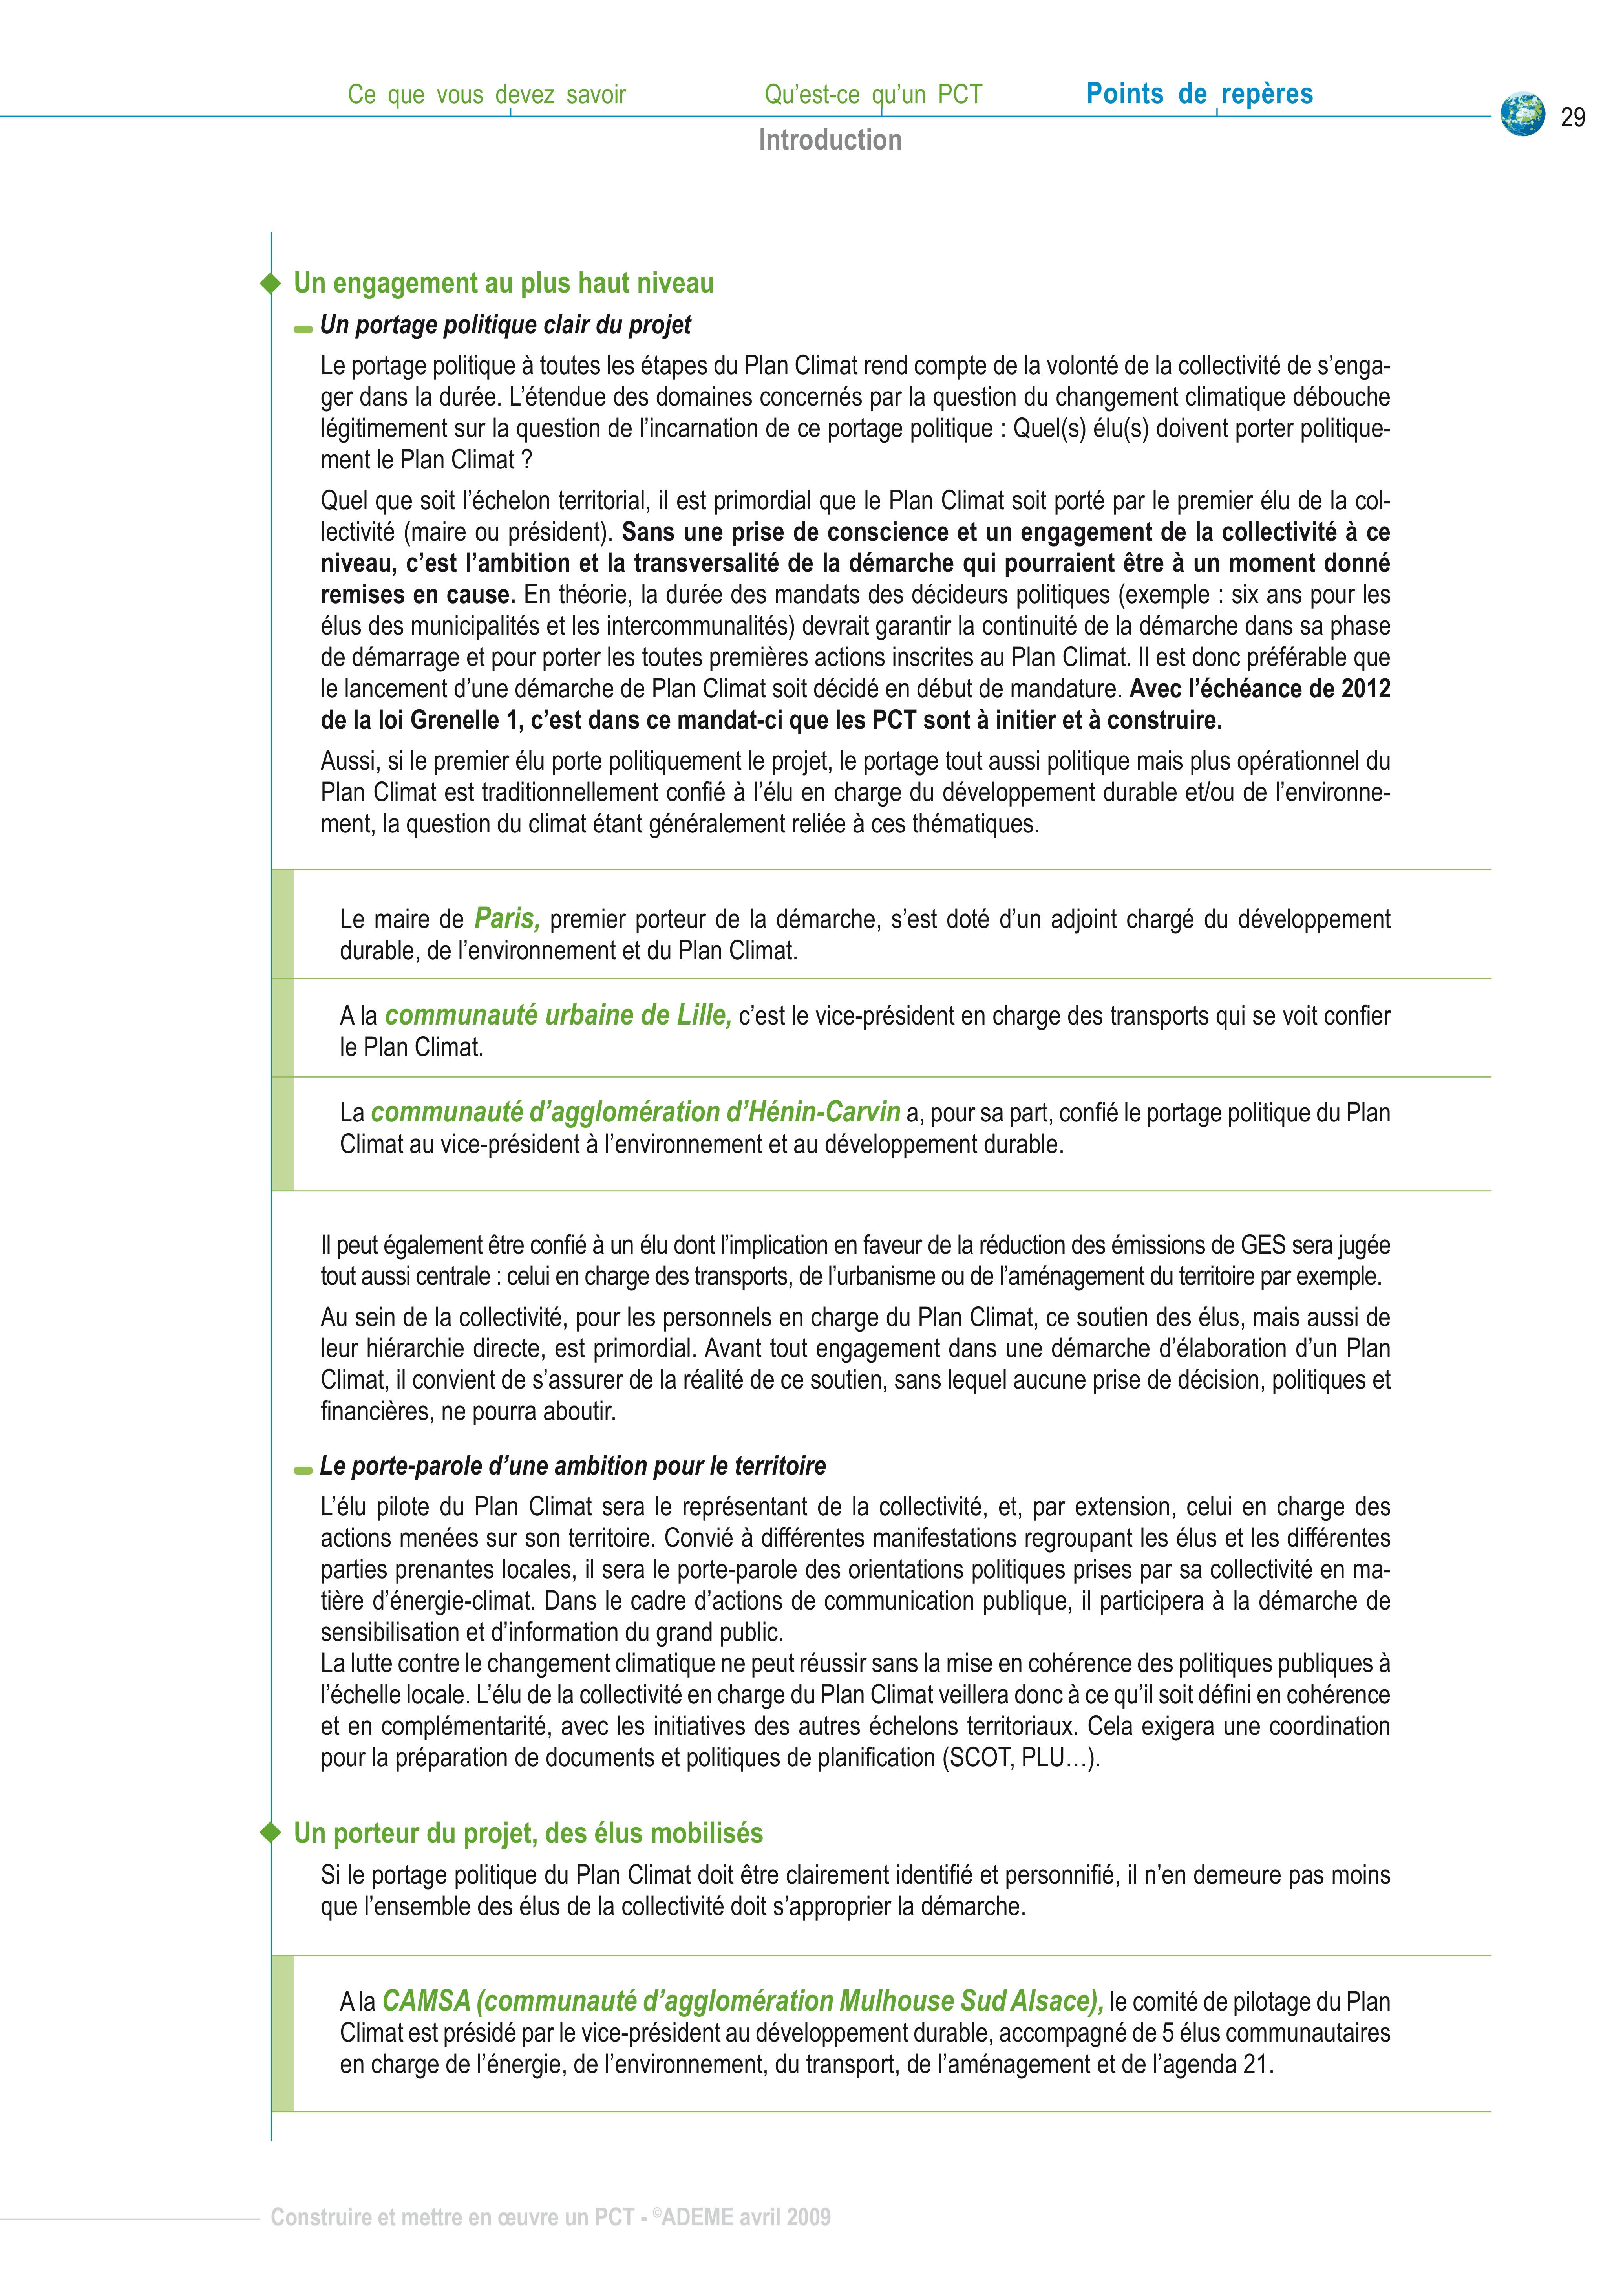 Ce que vous devez savoir
Qu’est-ce qu’un PCT
Points de repères
29
Introduction
Un engagement au plus haut niveau
Un portage politique clair du projet
Le portage politique à toutes les étapes du Plan Climat rend compte de la volonté de la collectivité de s’enga-
ger dans la durée. L’étendue des domaines concernés par la question du changement climatique débouche
légitimement sur la question de l’incarnation de ce portage politique : Quel(s) élu(s) doivent porter politique-
ment le Plan Climat ?
Quel que soit l’échelon territorial, il est primordial que le Plan Climat soit porté par le premier élu de la col-
lectivité (maire ou président). Sans une prise de conscience et un engagement de la collectivité à ce
niveau, c’est l’ambition et la transversalité de la démarche qui pourraient être à un moment donné
remises en cause. En théorie, la durée des mandats des décideurs politiques (exemple : six ans pour les
élus des municipalités et les intercommunalités) devrait garantir la continuité de la démarche dans sa phase
de démarrage et pour porter les toutes premières actions inscrites au Plan Climat. Il est donc préférable que
le lancement d’une démarche de Plan Climat soit décidé en début de mandature. Avec l’échéance de 2012
de la loi Grenelle 1, c’est dans ce mandat-ci que les PCT sont à initier et à construire.
Aussi, si le premier élu porte politiquement le projet, le portage tout aussi politique mais plus opérationnel du
Plan Climat est traditionnellement confié à l’élu en charge du développement durable et/ou de l’environne-
ment, la question du climat étant généralement reliée à ces thématiques.
Le maire de Paris, premier porteur de la démarche, s’est doté d’un adjoint chargé du développement
durable, de l’environnement et du Plan Climat.
A la communauté urbaine de Lille, c’est le vice-président en charge des transports qui se voit confier
le Plan Climat.
La communauté d’agglomération d’Hénin-Carvin a, pour sa part, confié le portage politique du Plan
Climat au vice-président à l’environnement et au développement durable.
Il peut également être confié à un élu dont l’implication en faveur de la réduction des émissions de GES sera jugée
tout aussi centrale : celui en charge des transports, de l’urbanisme ou de l’aménagement du territoire par exemple.
Au sein de la collectivité, pour les personnels en charge du Plan Climat, ce soutien des élus, mais aussi de
leur hiérarchie directe, est primordial. Avant tout engagement dans une démarche d’élaboration d’un Plan
Climat, il convient de s’assurer de la réalité de ce soutien, sans lequel aucune prise de décision, politiques et
financières, ne pourra aboutir.
Le porte-parole d’une ambition pour le territoire
L’élu pilote du Plan Climat sera le représentant de la collectivité, et, par extension, celui en charge des
actions menées sur son territoire. Convié à différentes manifestations regroupant les élus et les différentes
parties prenantes locales, il sera le porte-parole des orientations politiques prises par sa collectivité en ma-
tière d’énergie-climat. Dans le cadre d’actions de communication publique, il participera à la démarche de
sensibilisation et d’information du grand public.
La lutte contre le changement climatique ne peut réussir sans la mise en cohérence des politiques publiques à
l’échelle locale. L’élu de la collectivité en charge du Plan Climat veillera donc à ce qu’il soit défini en cohérence
et en complémentarité, avec les initiatives des autres échelons territoriaux. Cela exigera une coordination
pour la préparation de documents et politiques de planification (SCOT, PLU…).
Un porteur du projet, des élus mobilisés
Si le portage politique du Plan Climat doit être clairement identifié et personnifié, il n’en demeure pas moins
que l’ensemble des élus de la collectivité doit s’approprier la démarche.
A la CAMSA (communauté d’agglomération Mulhouse Sud Alsace), le comité de pilotage du Plan
Climat est présidé par le vice-président au développement durable, accompagné de 5 élus communautaires
en charge de l’énergie, de l’environnement, du transport, de l’aménagement et de l’agenda 21.
Construire et mettre en œuvre un PCT - ©ADEME avril 2009